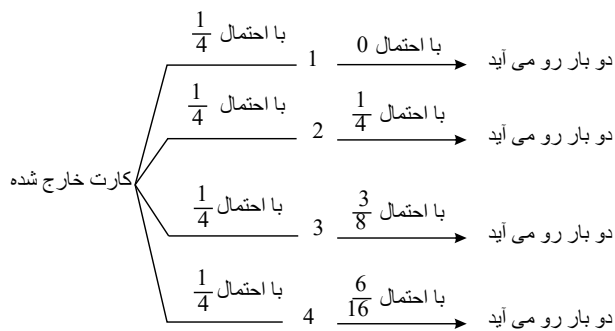 با احتمال 1/4 1 با احتمال 0 دو بار رو می آید
با احتمال 1/4 2 با احتمال 1/4 دو بار رو می آید
کارت خارج شده
با احتمال 1/4 3 با احتمال 3/8 دو بار رو می آید
با احتمال 1/4 4 با احتمال 6/16 دو بار رو می آید